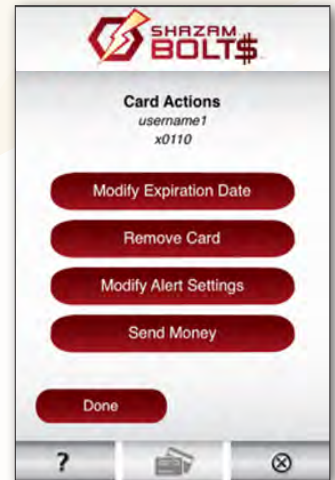 SHAZAM
BOLT$
Card Actions
username1
x0110
Modify Expiration Date
Remove Card
Modify Alert Settings
Send Money
Done
?